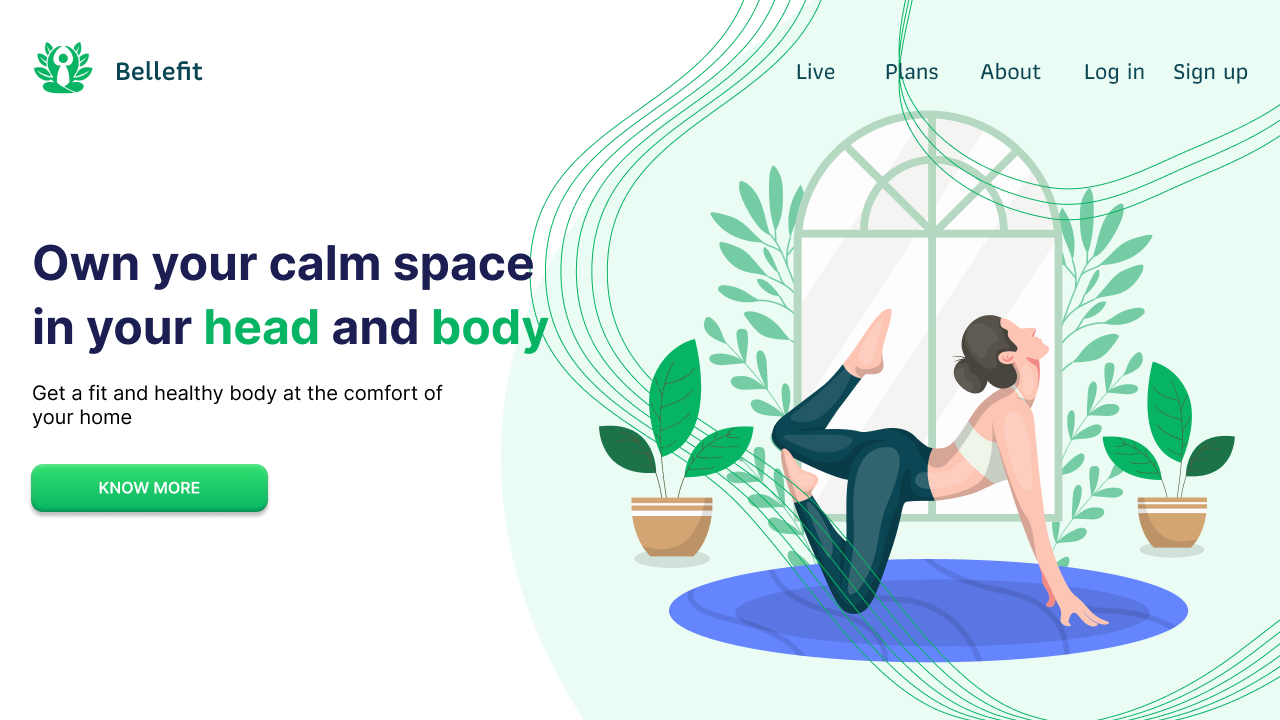 Bellefit
Live Plans About Log in Sign up
Own your calm space
in your head and body
Get a fit and healthy body at the comfort of
your home
KNOW MORE